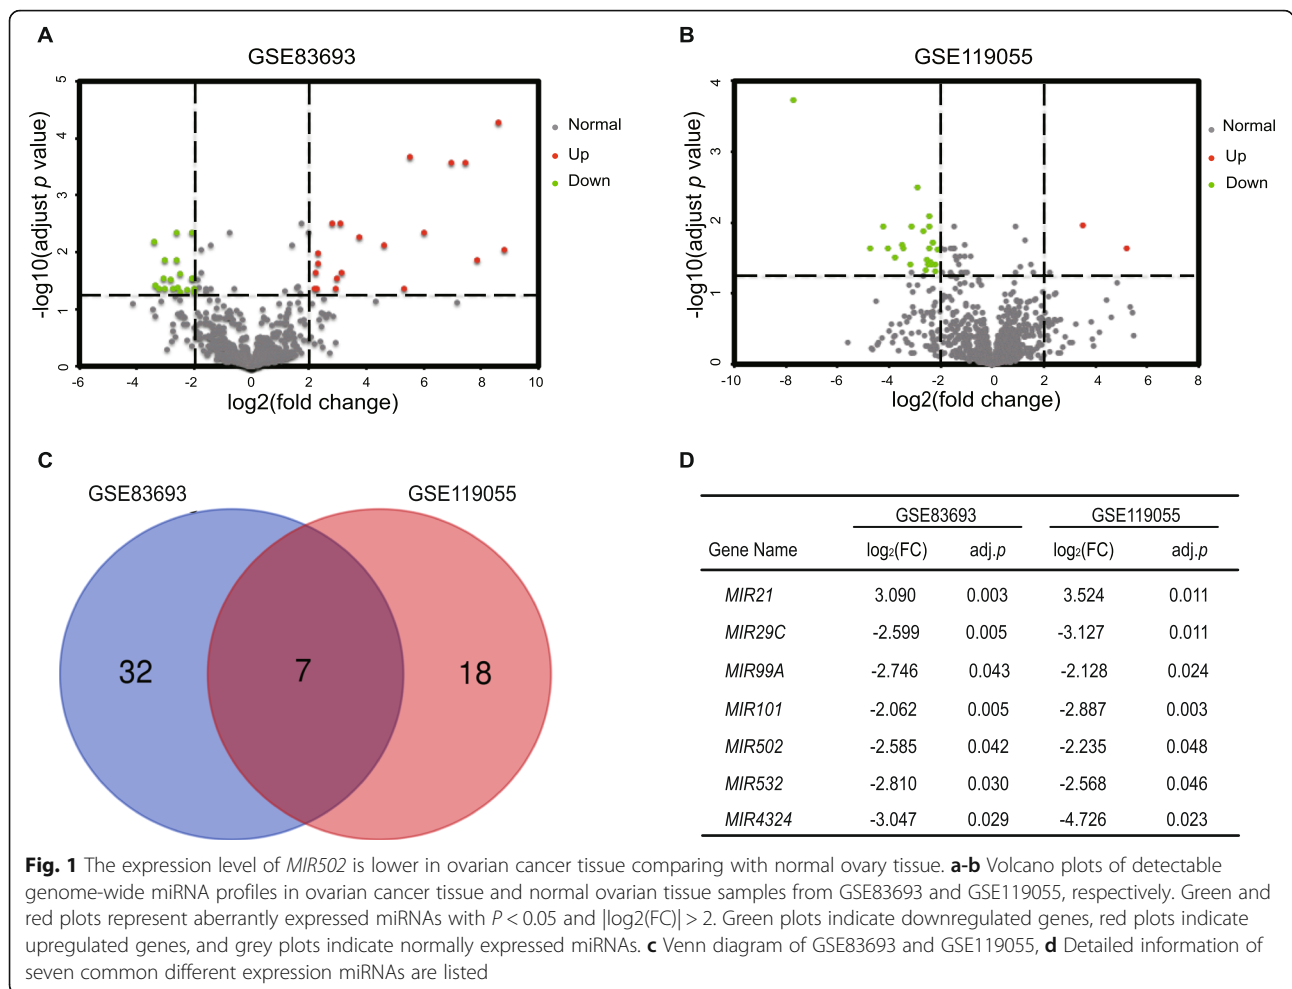 A
GSE83693
5
4
3
2
1
0
-log10(adjust p value)
-6
-4
-2
0
2
4
6
8
10
log2(fold change)
Normal
Up
Down
B
GSE119055
4
3
2
1
0
-log10(adjust p value)
-10
-8
-6
-4
-2
0
2
4
6
8
log2(fold change)
Normal
Up
Down
C
GSE83693
GSE119055
32
7
18
D
GSE83693 GSE119055
Gene Name log2(FC) adj.p log2(FC) adj.p
MIR21 3.090 0.003 3.524 0.011
MIR29C -2.599 0.005 -3.127 0.011
MIR99A -2.746 0.043 -2.128 0.024
MIR101 -2.062 0.005 -2.887 0.003
MIR502 -2.585 0.042 -2.235 0.048
MIR532 -2.810 0.030 -2.568 0.046
MIR4324 -3.047 0.029 -4.726 0.023
Fig. 1 The expression level of MIR502 is lower in ovarian cancer tissue comparing with normal ovary tissue. a-b Volcano plots of detectable
genome-wide miRNA profiles in ovarian cancer tissue and normal ovarian tissue samples from GSE83693 and GSE119055, respectively. Green and
red plots represent aberrantly expressed miRNAs with P < 0.05 and |log2(FC)| > 2. Green plots indicate downregulated genes, red plots indicate
upregulated genes, and grey plots indicate normally expressed miRNAs. c Venn diagram of GSE83693 and GSE119055, d Detailed information of
seven common different expression miRNAs are listed